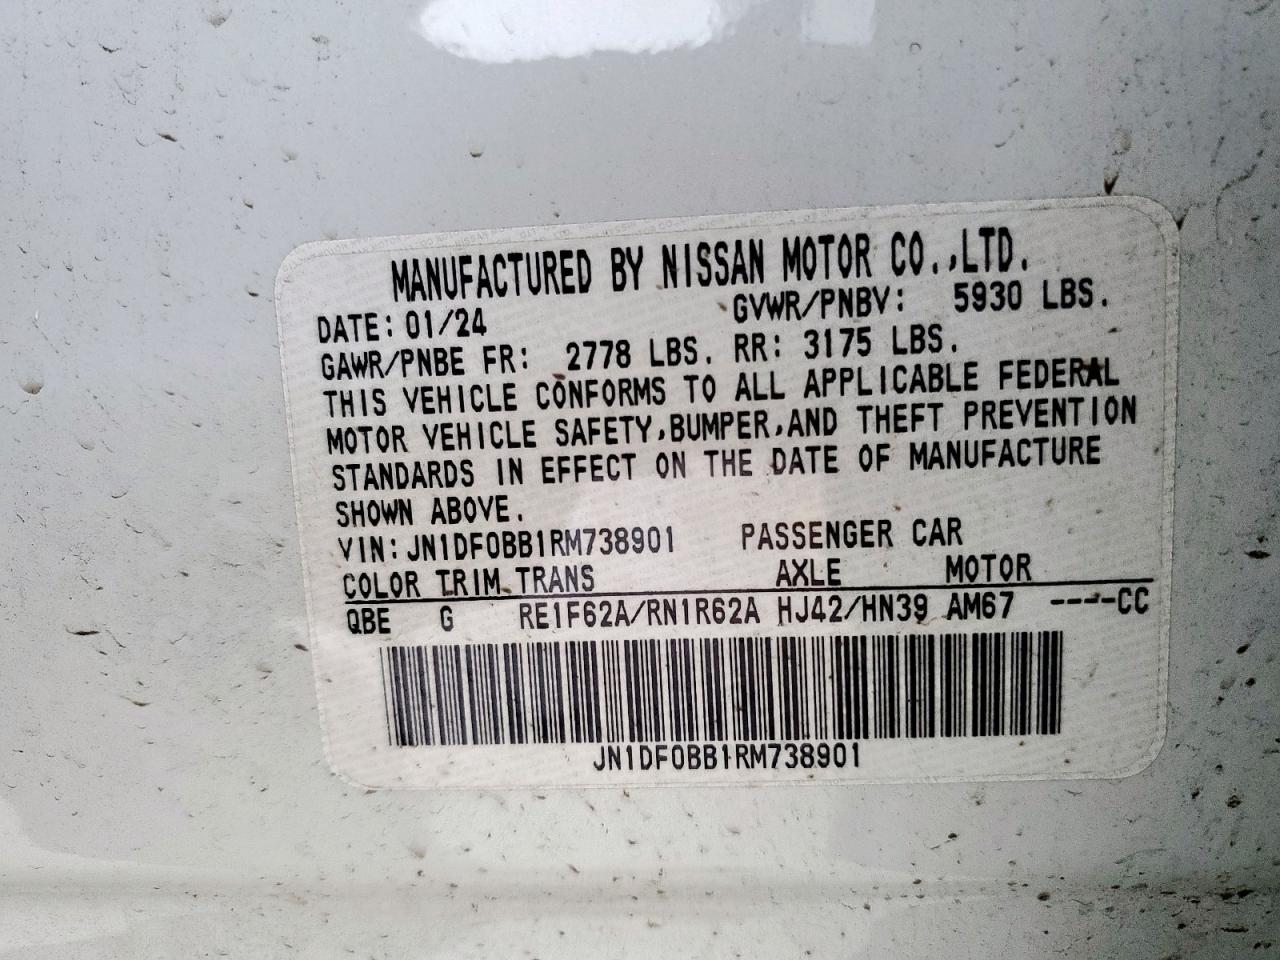 MANUFACTURED BY NISSAN MOTOR CO.,LTD.
DATE: 01/24 GVWR/PNBV: 5930 LBS.
GAWR/PNBE FR: 2778 LBS. RR: 3175 LBS.
THIS VEHICLE CONFORMS TO ALL APPLICABLE FEDERAL
MOTOR VEHICLE SAFETY,BUMPER,AND THEFT PREVENTION
STANDARDS IN EFFECT ON THE DATE OF MANUFACTURE
SHOWN ABOVE.
VIN: JN1DF0BB1RM738901 PASSENGER CAR
COLOR TRIM TRANS AXLE MOTOR
QBE G RE1F62A/RN1R62A HJ42/HN39 AM67 ----CC
JN1DF0BB1RM738901